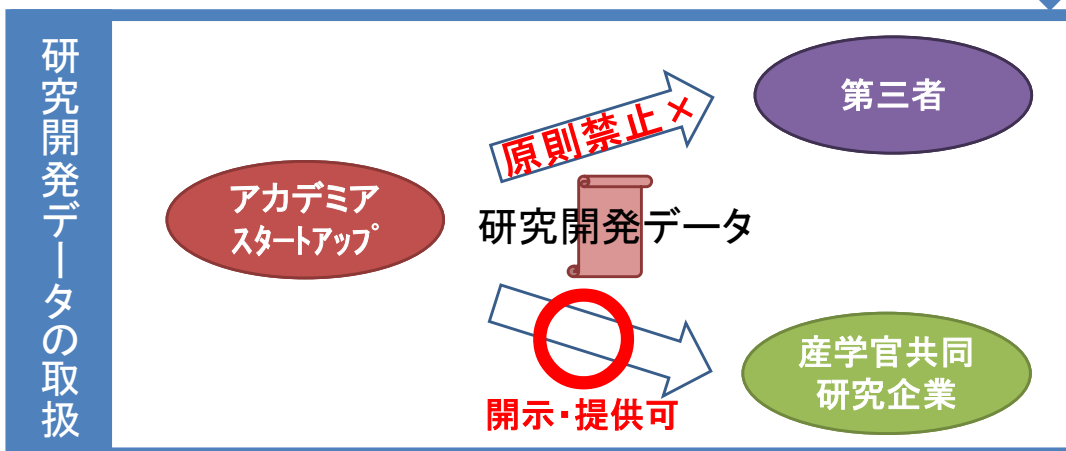 研究開発データの取扱
第三者
原則禁止×
アカデミア
スタートアップ
研究開発データ
産学官共同
研究企業
開示・提供可